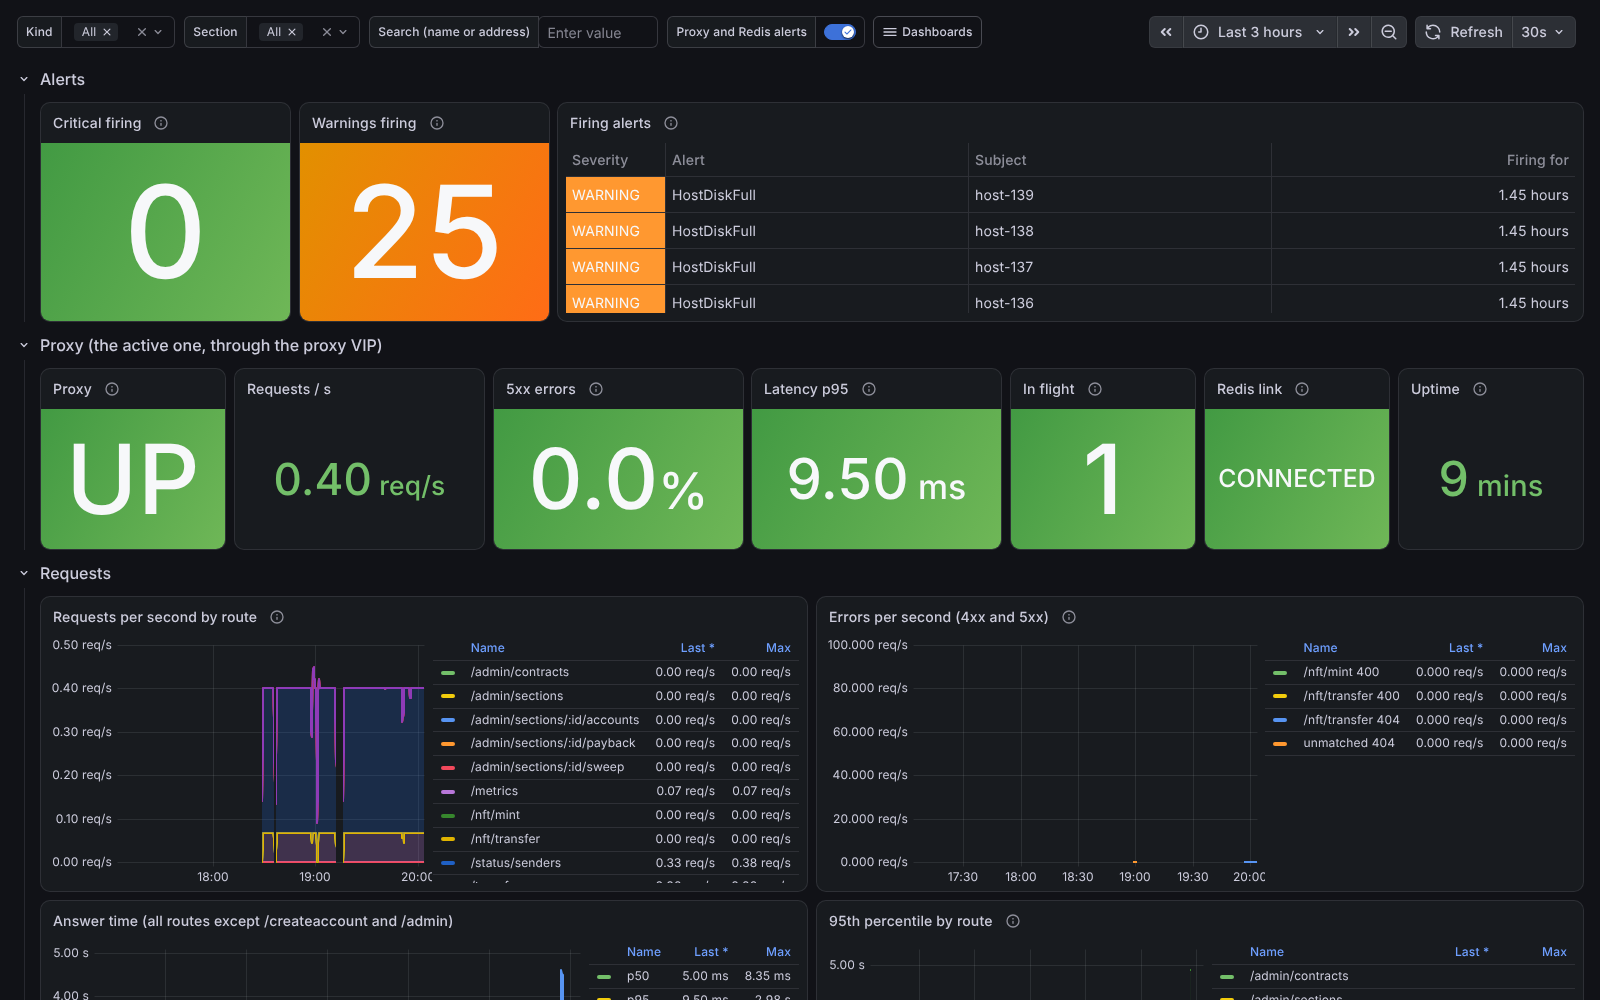 Kind All Section All Search (name or address) Enter value Proxy and Redis alerts Dashboards Last 3 hours Refresh 30s
Alerts
Critical firing
0
Warnings firing
25
Firing alerts
Severity Alert Subject Firing for
WARNING HostDiskFull host-139 1.45 hours
WARNING HostDiskFull host-138 1.45 hours
WARNING HostDiskFull host-137 1.45 hours
WARNING HostDiskFull host-136 1.45 hours
Proxy (the active one, through the proxy VIP)
Proxy
UP
Requests / s
0.40 req/s
5xx errors
0.0%
Latency p95
9.50 ms
In flight
1
Redis link
CONNECTED
Uptime
9 mins
Requests
Requests per second by route
0.50 req/s
0.40 req/s
0.30 req/s
0.20 req/s
0.10 req/s
0.00 req/s
18:00 19:00 20:00
Name Last * Max
/admin/contracts 0.00 req/s 0.00 req/s
/admin/sections 0.00 req/s 0.00 req/s
/admin/sections/:id/accounts 0.00 req/s 0.00 req/s
/admin/sections/:id/payback 0.00 req/s 0.00 req/s
/admin/sections/:id/sweep 0.00 req/s 0.00 req/s
/metrics 0.07 req/s 0.07 req/s
/nft/mint 0.00 req/s 0.00 req/s
/nft/transfer 0.00 req/s 0.00 req/s
/status/senders 0.33 req/s 0.38 req/s
Errors per second (4xx and 5xx)
100.000 req/s
80.000 req/s
60.000 req/s
40.000 req/s
20.000 req/s
0.000 req/s
17:30 18:00 18:30 19:00 19:30 20:00
Name Last * Max
/nft/mint 400 0.000 req/s 0.000 req/s
/nft/transfer 400 0.000 req/s 0.000 req/s
/nft/transfer 404 0.000 req/s 0.000 req/s
unmatched 404 0.000 req/s 0.000 req/s
Answer time (all routes except /createaccount and /admin)
5.00 s
4.00 s
Name Last * Max
p50 5.00 ms 8.35 ms
p95 9.50 ms 2.98 s
95th percentile by route
5.00 s
Name Last * Max
/admin/contracts
/admin/sections